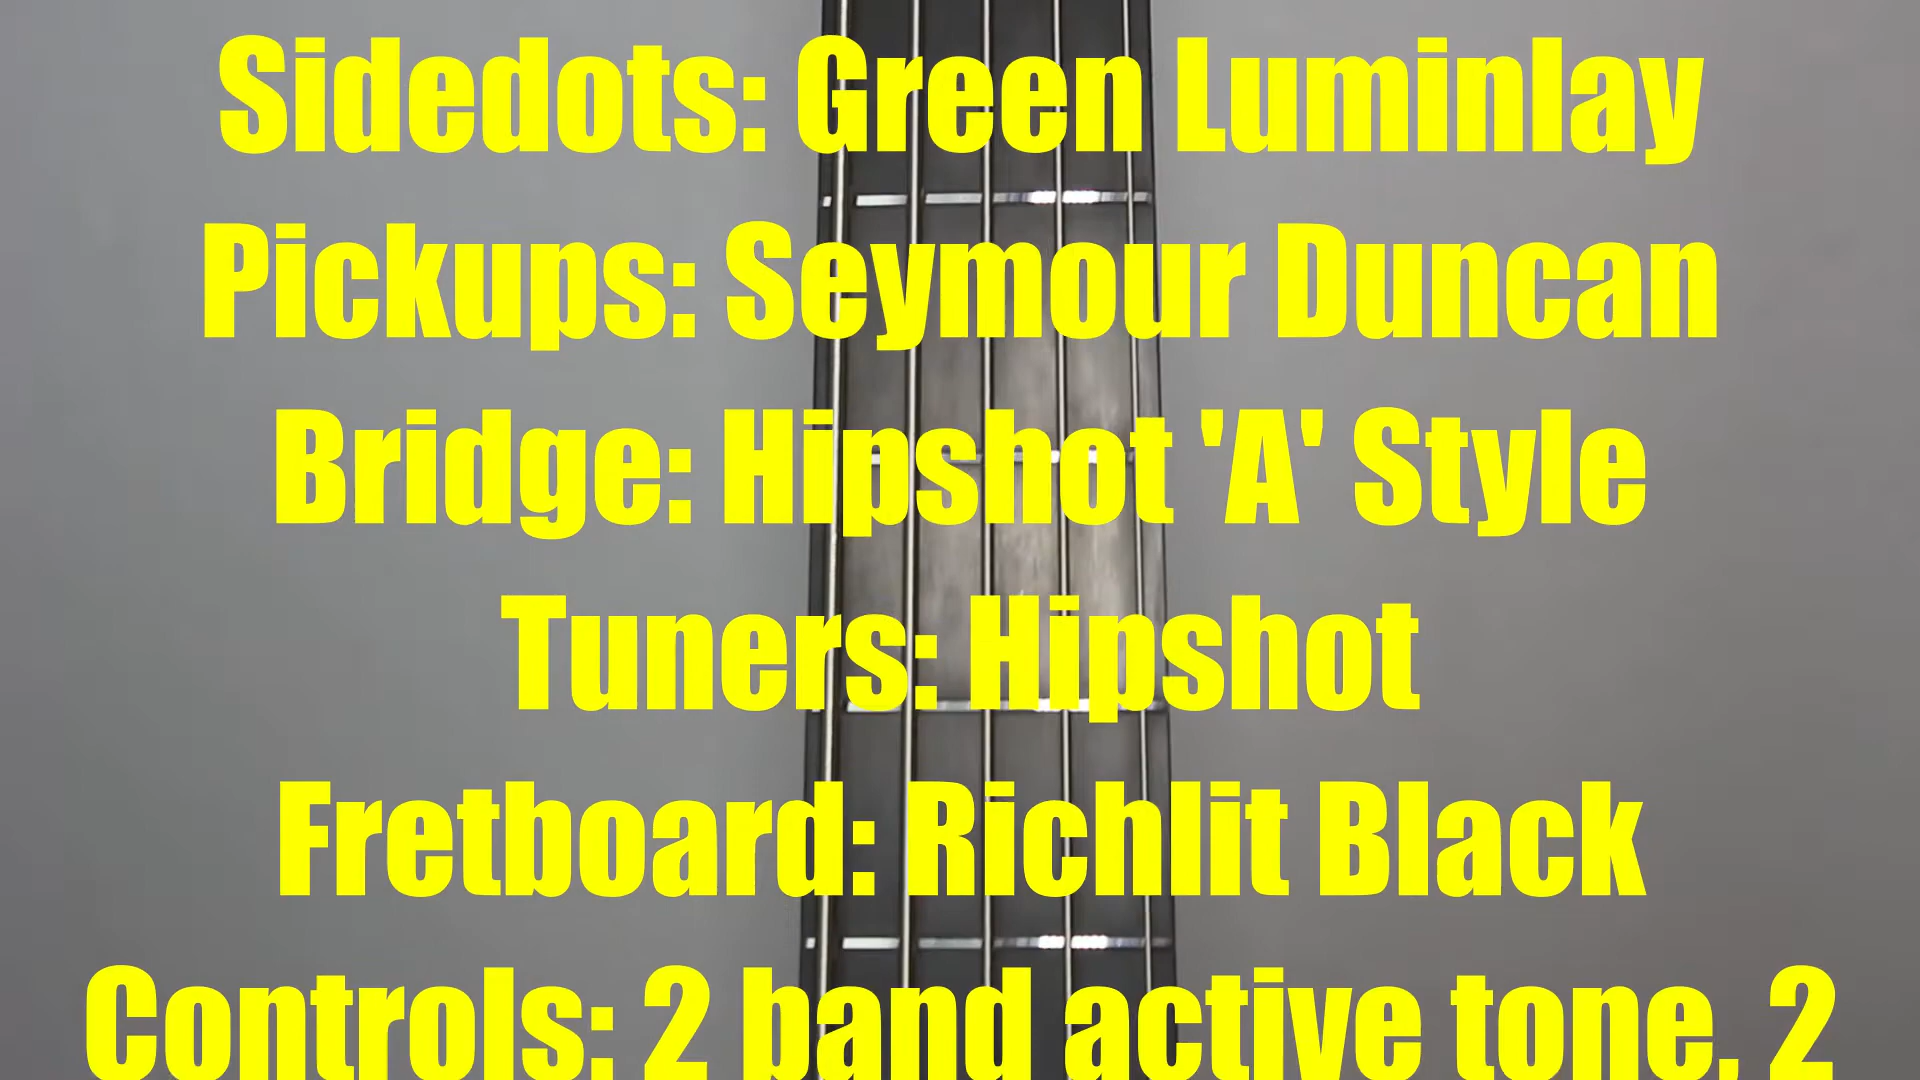 Sidedots: Green Luminlay
Pickups: Seymour Duncan
Bridge: Hipshot 'A' Style
Tuners: Hipshot
Fretboard: Richlit Black
Controls: 2 band active tone, 2